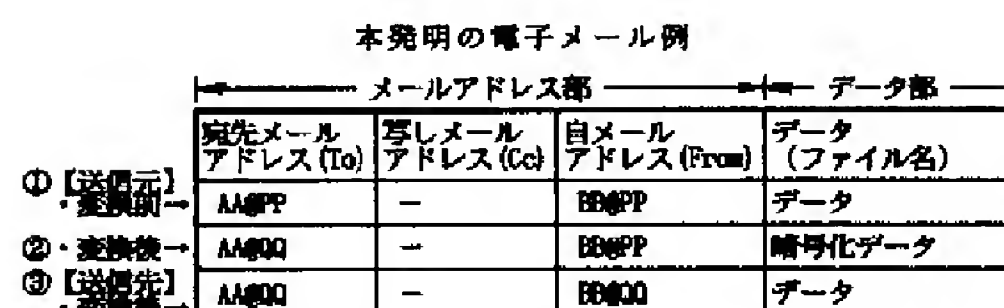 本発明の電子メール例
メールアドレス部 データ部
宛先メールアドレス(To) 写しメールアドレス(Cc) 自メールアドレス(From) データ(ファイル名)
①【送信元】
・変換前→ AA@PP － BB@PP データ
②・変換後→ AA@QQ － BB@PP 暗号化データ
③【送信先】
AA@QQ － BB@QQ データ